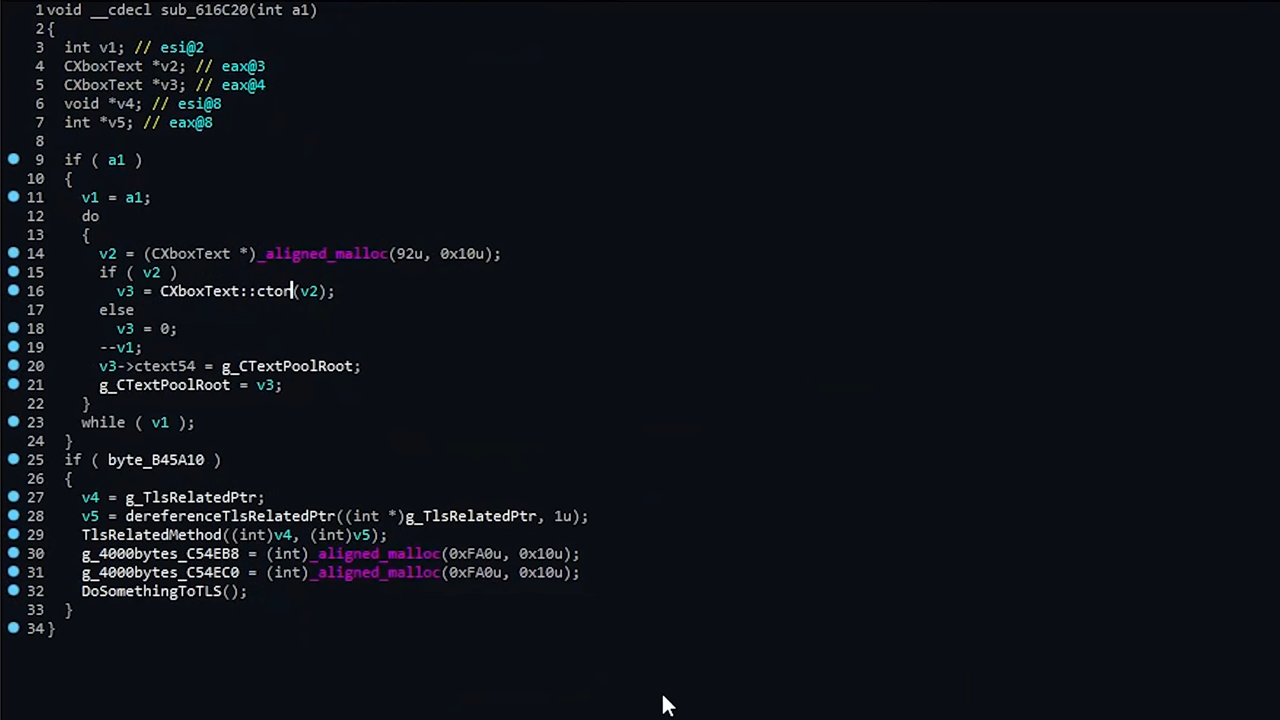 1 void __cdecl sub_616C20(int a1)
2 {
3 int v1; // esi@2
4 CXboxText *v2; // eax@3
5 CXboxText *v3; // eax@4
6 void *v4; // esi@8
7 int *v5; // eax@8
8
9 if ( a1 )
10 {
11 v1 = a1;
12 do
13 {
14 v2 = (CXboxText *)_aligned_malloc(92u, 0x10u);
15 if ( v2 )
16 v3 = CXboxText::ctor(v2);
17 else
18 v3 = 0;
19 --v1;
20 v3->ctext54 = g_CTextPoolRoot;
21 g_CTextPoolRoot = v3;
22 }
23 while ( v1 );
24 }
25 if ( byte_B45A10 )
26 {
27 v4 = g_TlsRelatedPtr;
28 v5 = dereferenceTlsRelatedPtr((int *)g_TlsRelatedPtr, 1u);
29 TlsRelatedMethod((int)v4, (int)v5);
30 g_4000bytes_C54EB8 = (int)_aligned_malloc(0xFA0u, 0x10u);
31 g_4000bytes_C54EC0 = (int)_aligned_malloc(0xFA0u, 0x10u);
32 DoSomethingToTLS();
33 }
34 }